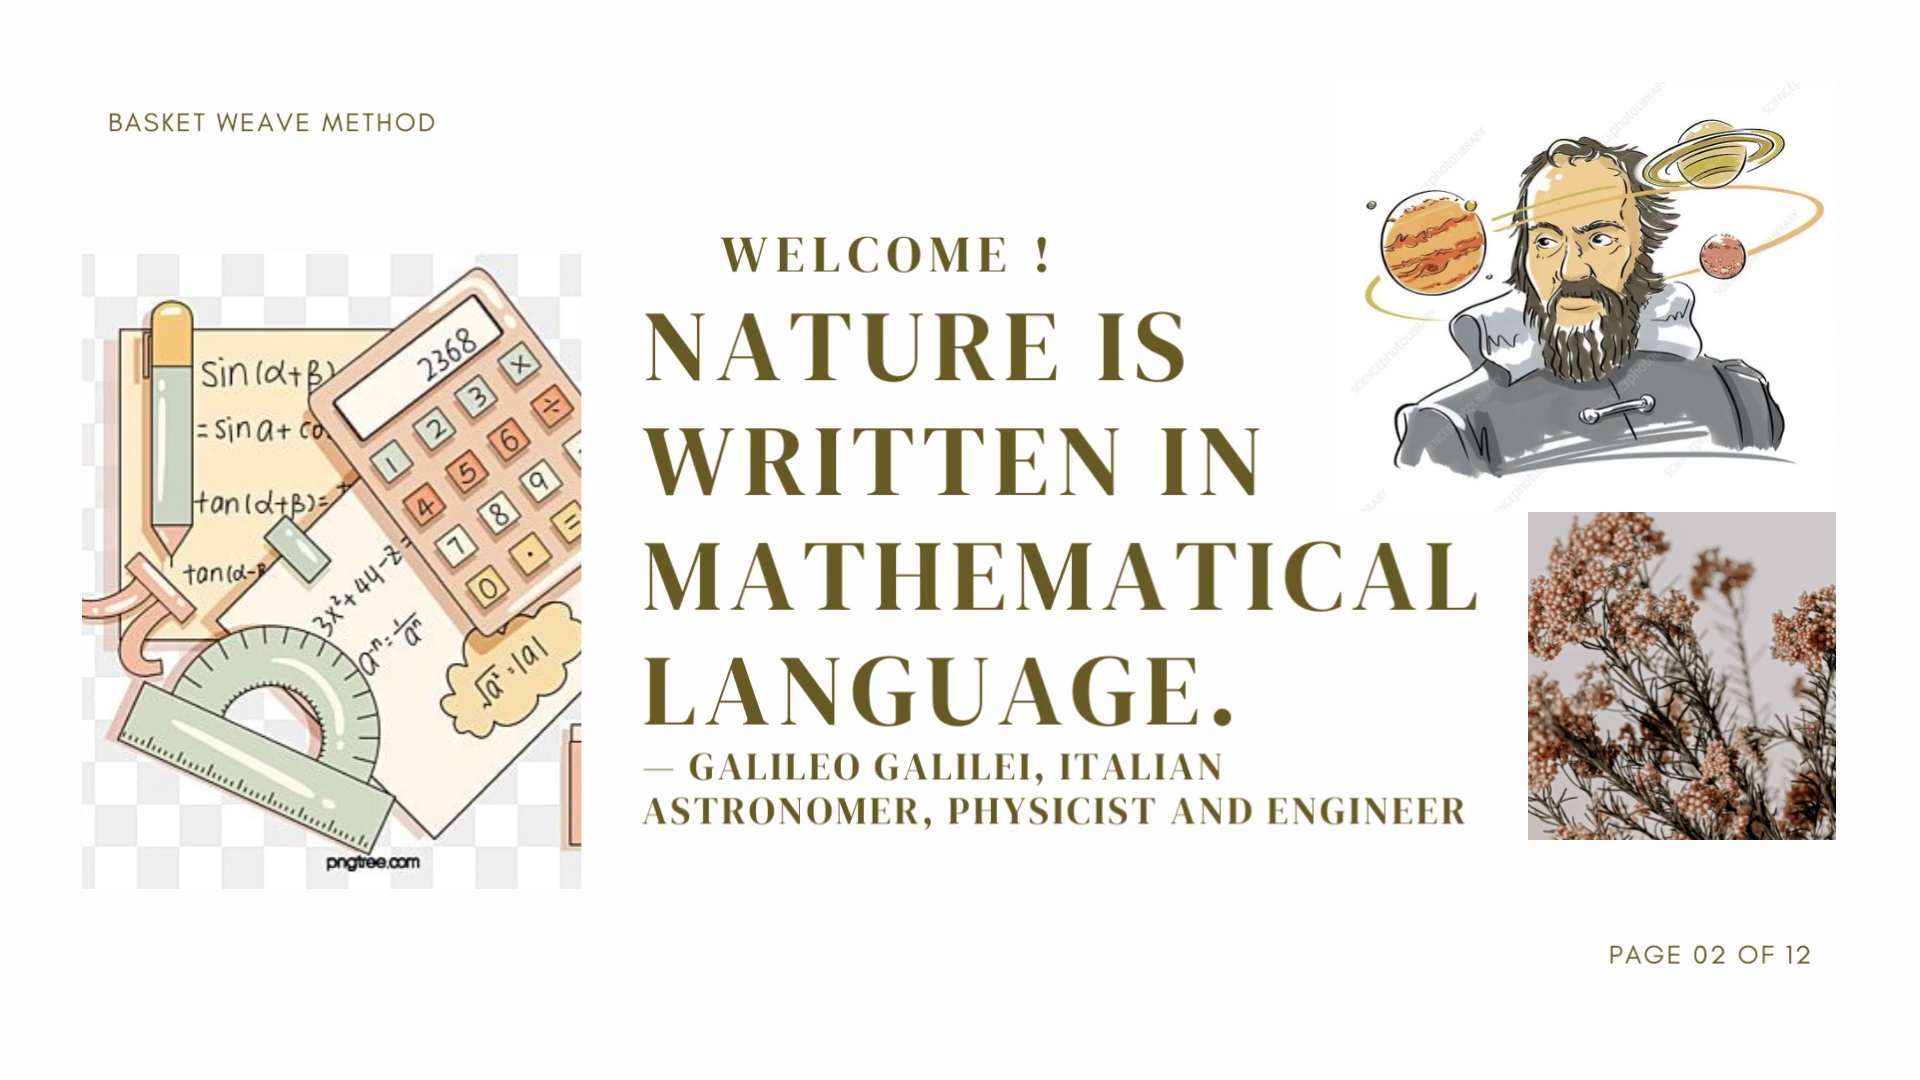 BASKET WEAVE METHOD
WELCOME !
NATURE IS
WRITTEN IN
MATHEMATICAL
LANGUAGE.
— GALILEO GALILEI, ITALIAN
ASTRONOMER, PHYSICIST AND ENGINEER
Sin(α+β)
=sin a+ co
tan(α+β)=
tan(α-β
2368
1 2 3 ×
4 5 6 ÷
7 8 9
0 · =
3x²+4y-z=
a⁻ⁿ=1/aⁿ
√a²=|a|
pngtree.com
PAGE 02 OF 12